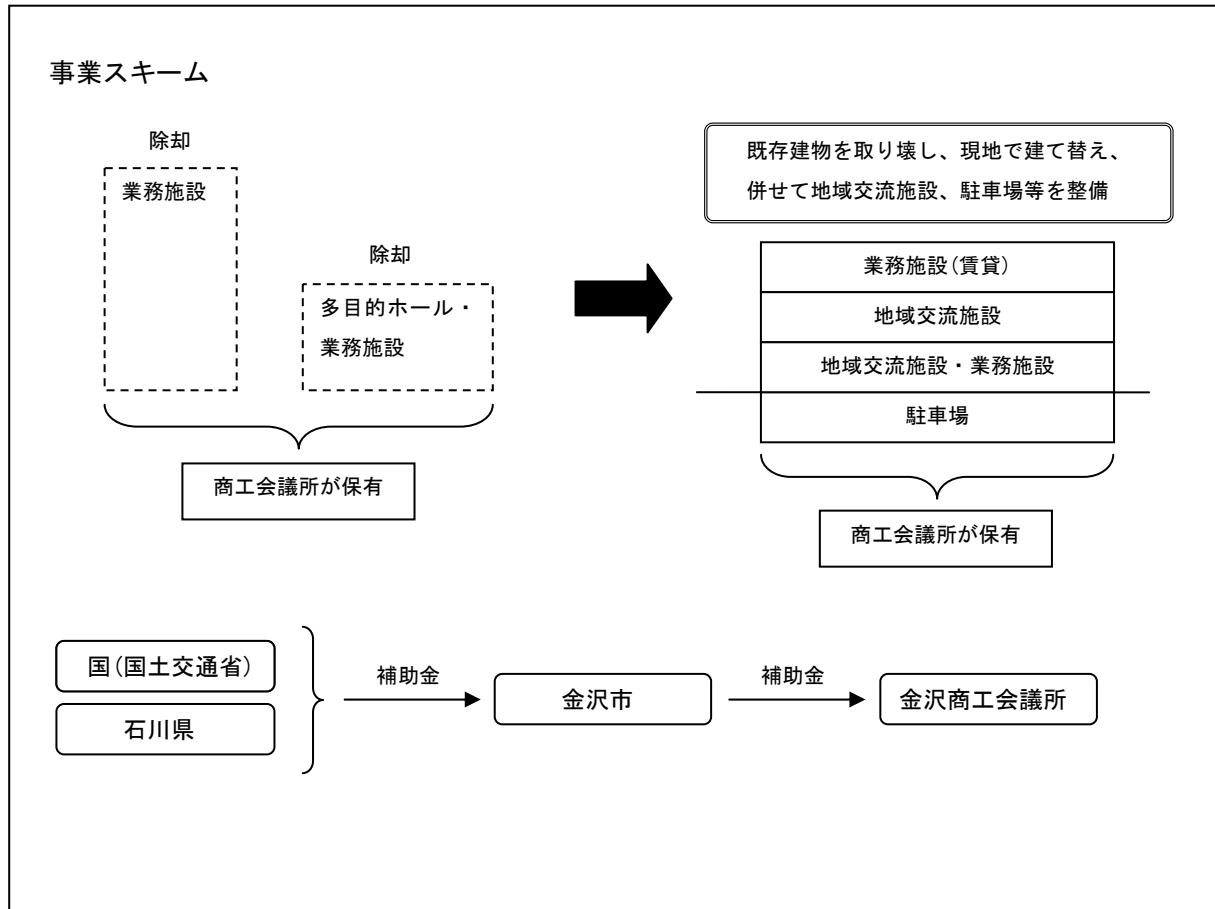 事業スキーム
除却
業務施設
除却
多目的ホール・
業務施設
商工会議所が保有
既存建物を取り壊し、現地で建て替え、
併せて地域交流施設、駐車場等を整備
業務施設(賃貸)
地域交流施設
地域交流施設・業務施設
駐車場
商工会議所が保有
国(国土交通省)
石川県
補助金
金沢市
補助金
金沢商工会議所